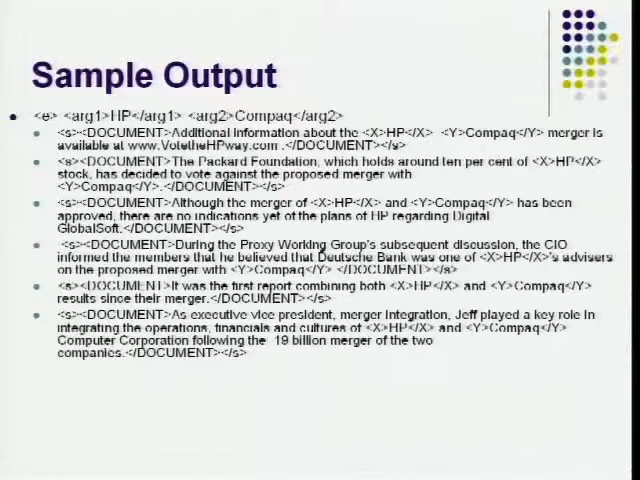 Sample Output
<e> <arg1>HP</arg1> <arg2>Compaq</arg2>
<s><DOCUMENT>Additional information about the <X>HP</X> <Y>Compaq</Y> merger is
available at www.VotetheHPway.com .</DOCUMENT></s>
<s><DOCUMENT>The Packard Foundation, which holds around ten per cent of <X>HP</X>
stock, has decided to vote against the proposed merger with
<Y>Compaq</Y>.</DOCUMENT></s>
<s><DOCUMENT>Although the merger of <X>HP</X> and <Y>Compaq</Y> has been
approved, there are no indications yet of the plans of HP regarding Digital
GlobalSoft.</DOCUMENT></s>
<s><DOCUMENT>During the Proxy Working Group's subsequent discussion, the CIO
informed the members that he believed that Deutsche Bank was one of <X>HP</X>'s advisers
on the proposed merger with <Y>Compaq</Y> </DOCUMENT></s>
<s><DOCUMENT>It was the first report combining both <X>HP</X> and <Y>Compaq</Y>
results since their merger.</DOCUMENT></s>
<s><DOCUMENT>As executive vice president, merger integration, Jeff played a key role in
integrating the operations, financials and cultures of <X>HP</X> and <Y>Compaq</Y>
Computer Corporation following the 19 billion merger of the two
companies.</DOCUMENT></s>